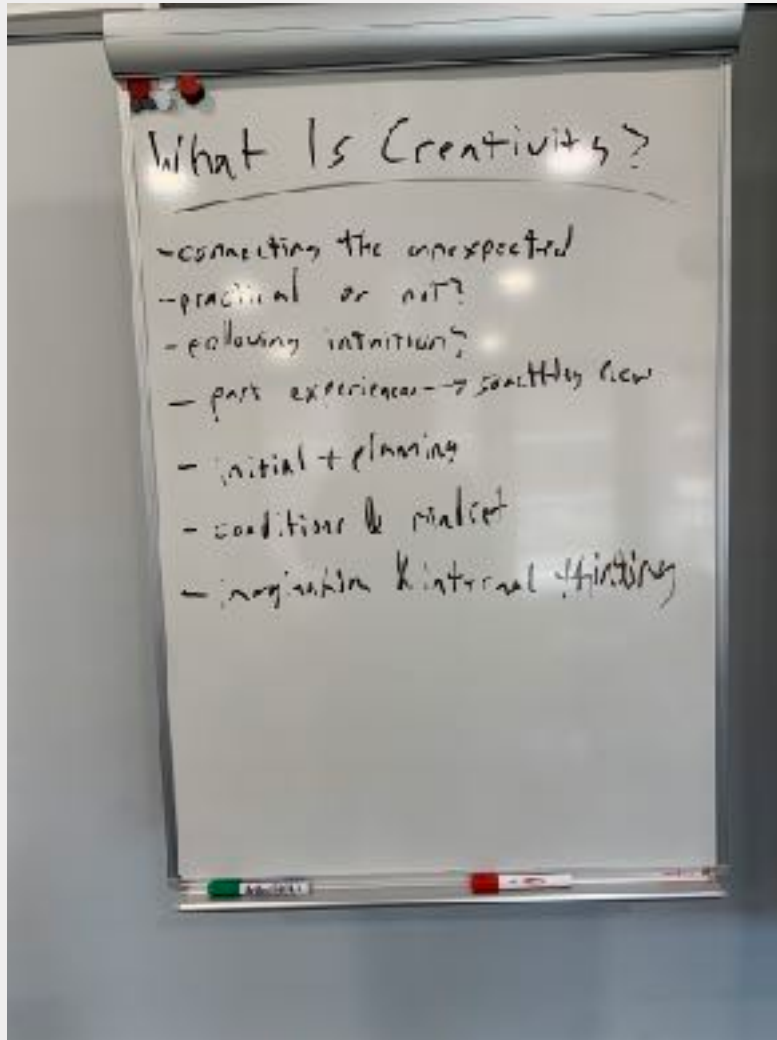 What Is Creativity?
- connecting the unexpected
- practical or not?
- following intuition?
- past experiences --> something new
- initial + planning
- conditions & mindset
- imagination & internal thinking